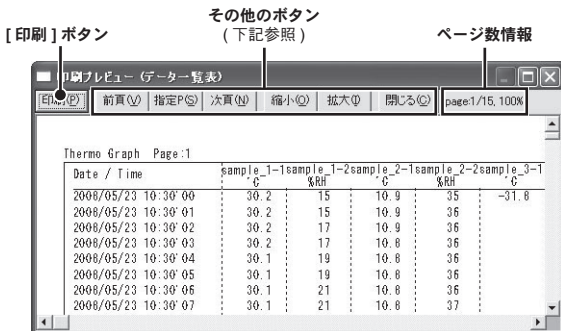 その他のボタン
[ 印刷 ] ボタン
( 下記参照 )
ページ数情報
印刷プレビュー (データ一覧表)
印刷(P) 前頁(V) 指定P(S) 次頁(N) 縮小(O) 拡大(I) 閉じる(C) page:1/15, 100%
Thermo Graph Page:1
Date / Time sample_1-1 sample_1-2 sample_2-1 sample_2-2 sample_3-1
゜C %RH ゜C %RH ゜C
2008/05/23 10:30'00 30.2 15 10.9 35 -31.8
2008/05/23 10:30'01 30.2 15 10.9 36
2008/05/23 10:30'02 30.2 17 10.9 36
2008/05/23 10:30'03 30.2 17 10.8 36
2008/05/23 10:30'04 30.1 19 10.8 36
2008/05/23 10:30'05 30.1 19 10.8 36
2008/05/23 10:30'06 30.1 21 10.8 36
2008/05/23 10:30'07 30.1 21 10.8 37